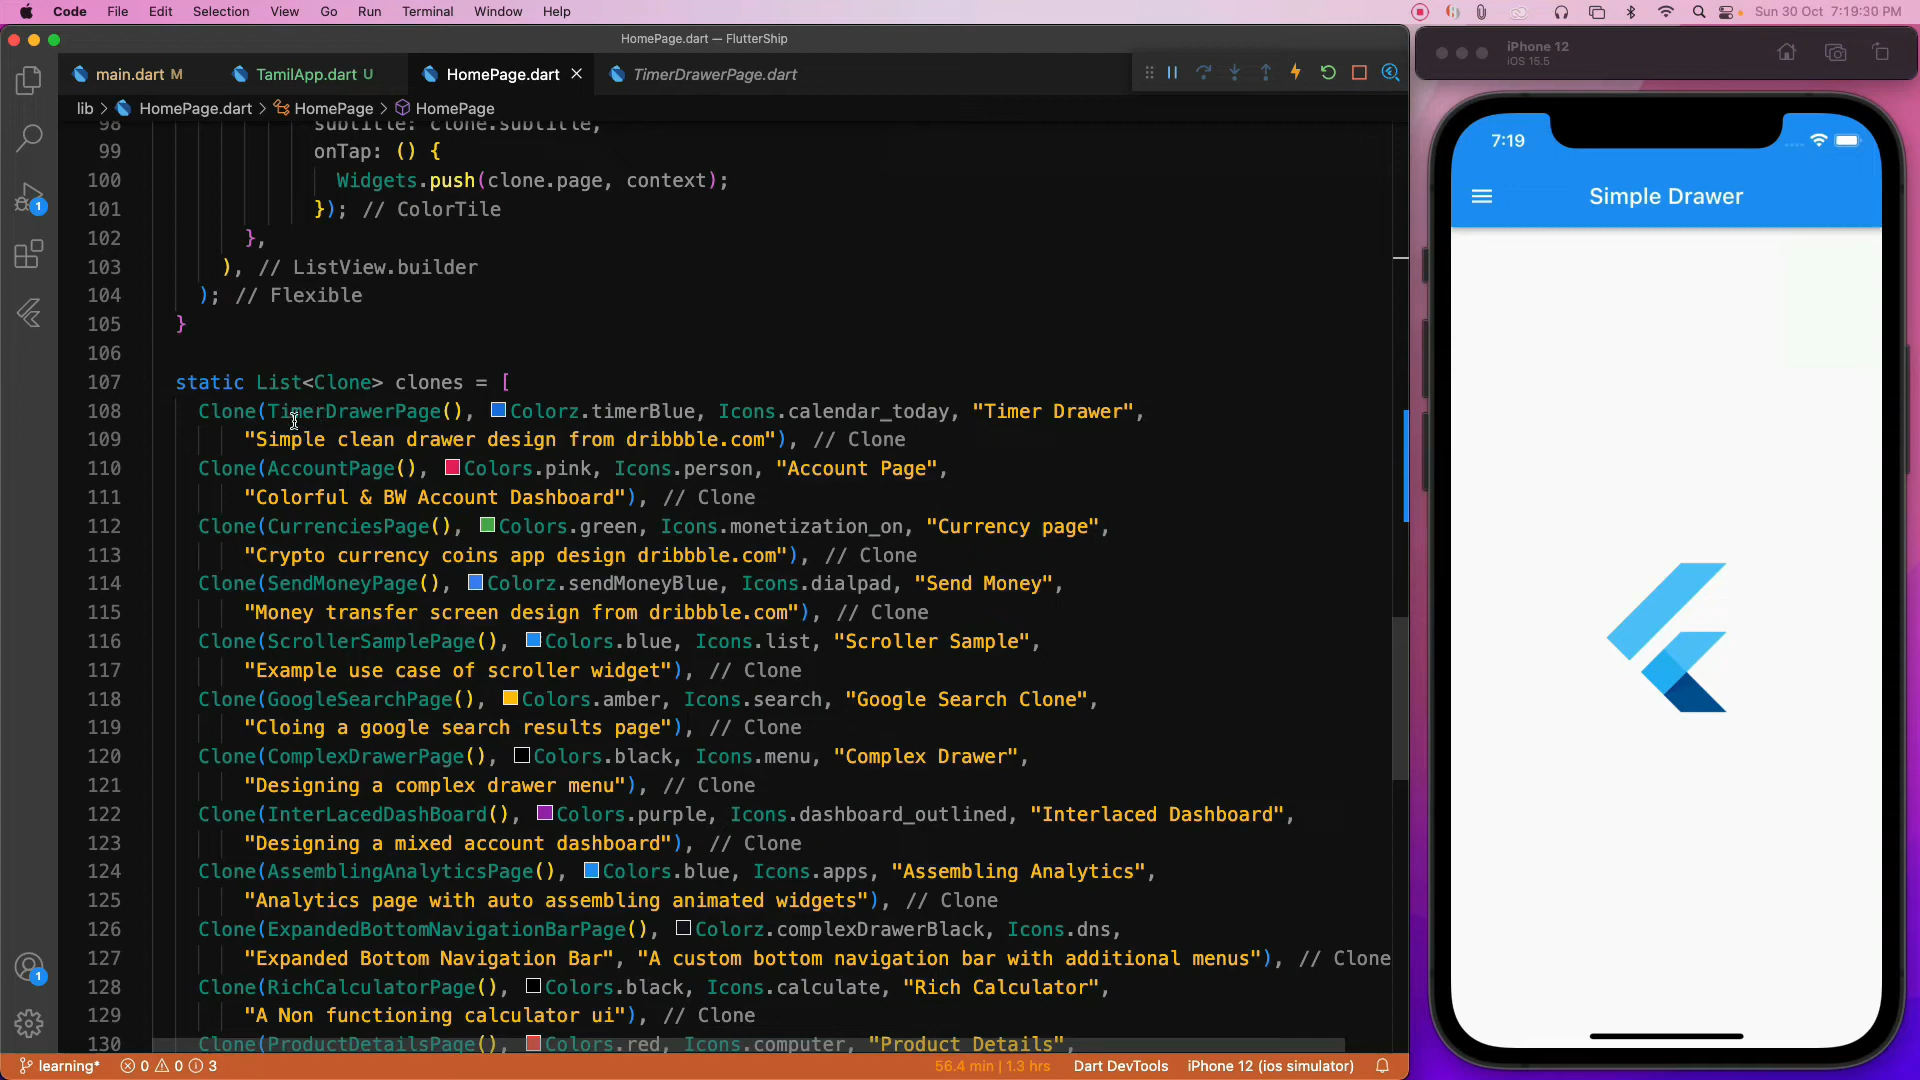 Code File Edit Selection View Go Run Terminal Window Help Sun 30 Oct 7:19:30 PM
HomePage.dart — FlutterShip
main.dart M TamilApp.dart U HomePage.dart TimerDrawerPage.dart
lib > HomePage.dart > HomePage > HomePage
98 subtitle: clone.subtitle,
99 onTap: () {
100 Widgets.push(clone.page, context);
101 }); // ColorTile
102 },
103 ), // ListView.builder
104 ); // Flexible
105 }
106
107 static List<Clone> clones = [
108 Clone(TimerDrawerPage(), Colorz.timerBlue, Icons.calendar_today, "Timer Drawer",
109 "Simple clean drawer design from dribbble.com"), // Clone
110 Clone(AccountPage(), Colors.pink, Icons.person, "Account Page",
111 "Colorful & BW Account Dashboard"), // Clone
112 Clone(CurrenciesPage(), Colors.green, Icons.monetization_on, "Currency page",
113 "Crypto currency coins app design dribbble.com"), // Clone
114 Clone(SendMoneyPage(), Colorz.sendMoneyBlue, Icons.dialpad, "Send Money",
115 "Money transfer screen design from dribbble.com"), // Clone
116 Clone(ScrollerSamplePage(), Colors.blue, Icons.list, "Scroller Sample",
117 "Example use case of scroller widget"), // Clone
118 Clone(GoogleSearchPage(), Colors.amber, Icons.search, "Google Search Clone",
119 "Cloing a google search results page"), // Clone
120 Clone(ComplexDrawerPage(), Colors.black, Icons.menu, "Complex Drawer",
121 "Designing a complex drawer menu"), // Clone
122 Clone(InterLacedDashBoard(), Colors.purple, Icons.dashboard_outlined, "Interlaced Dashboard",
123 "Designing a mixed account dashboard"), // Clone
124 Clone(AssemblingAnalyticsPage(), Colors.blue, Icons.apps, "Assembling Analytics",
125 "Analytics page with auto assembling animated widgets"), // Clone
126 Clone(ExpandedBottomNavigationBarPage(), Colorz.complexDrawerBlack, Icons.dns,
127 "Expanded Bottom Navigation Bar", "A custom bottom navigation bar with additional menus"), // Clone
128 Clone(RichCalculatorPage(), Colors.black, Icons.calculate, "Rich Calculator",
129 "A Non functioning calculator ui"), // Clone
130 Clone(ProductDetailsPage(), Colors.red, Icons.computer, "Product Details",
1
1
learning* 0 0 3 56.4 min | 1.3 hrs Dart DevTools iPhone 12 (ios simulator)
iPhone 12
iOS 15.5
7:19
Simple Drawer